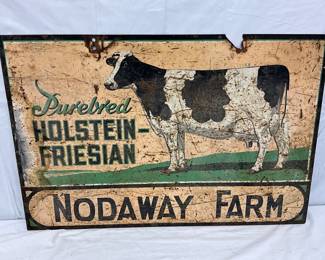 Purebred
HOLSTEIN-
FRIESIAN
NODAWAY FARM